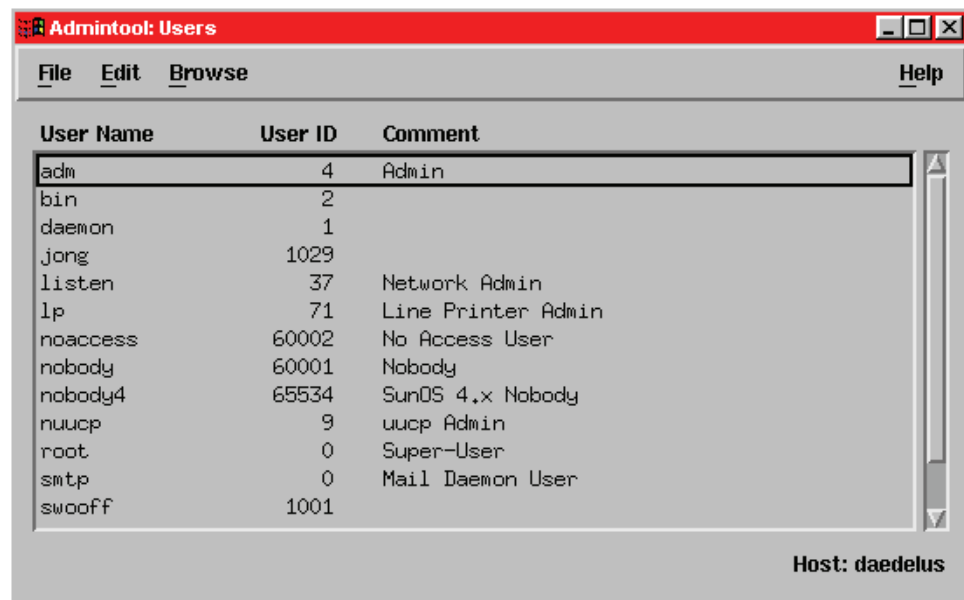 Admintool: Users
File Edit Browse Help
User Name User ID Comment
adm 4 Admin
bin 2
daemon 1
jong 1029
listen 37 Network Admin
lp 71 Line Printer Admin
noaccess 60002 No Access User
nobody 60001 Nobody
nobody4 65534 SunOS 4.x Nobody
nuucp 9 uucp Admin
root 0 Super-User
smtp 0 Mail Daemon User
swooff 1001
Host: daedelus